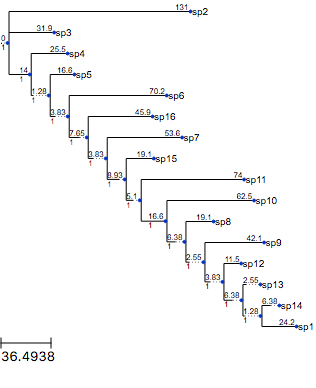 131 sp2
0
1
31.9 sp3
25.5 sp4
14
1
16.6 sp5
1.28
1
70.2 sp6
3.83
1
45.9 sp16
7.65
1
53.6 sp7
3.83
1
19.1 sp15
8.93
1
74 sp11
5.1
1
62.5 sp10
16.6
1
19.1 sp8
6.38
1
42.1 sp9
2.55
1
11.5 sp12
3.83
1
2.55 sp13
6.38
1
6.38 sp14
1.28
1
24.2 sp1
36.4938